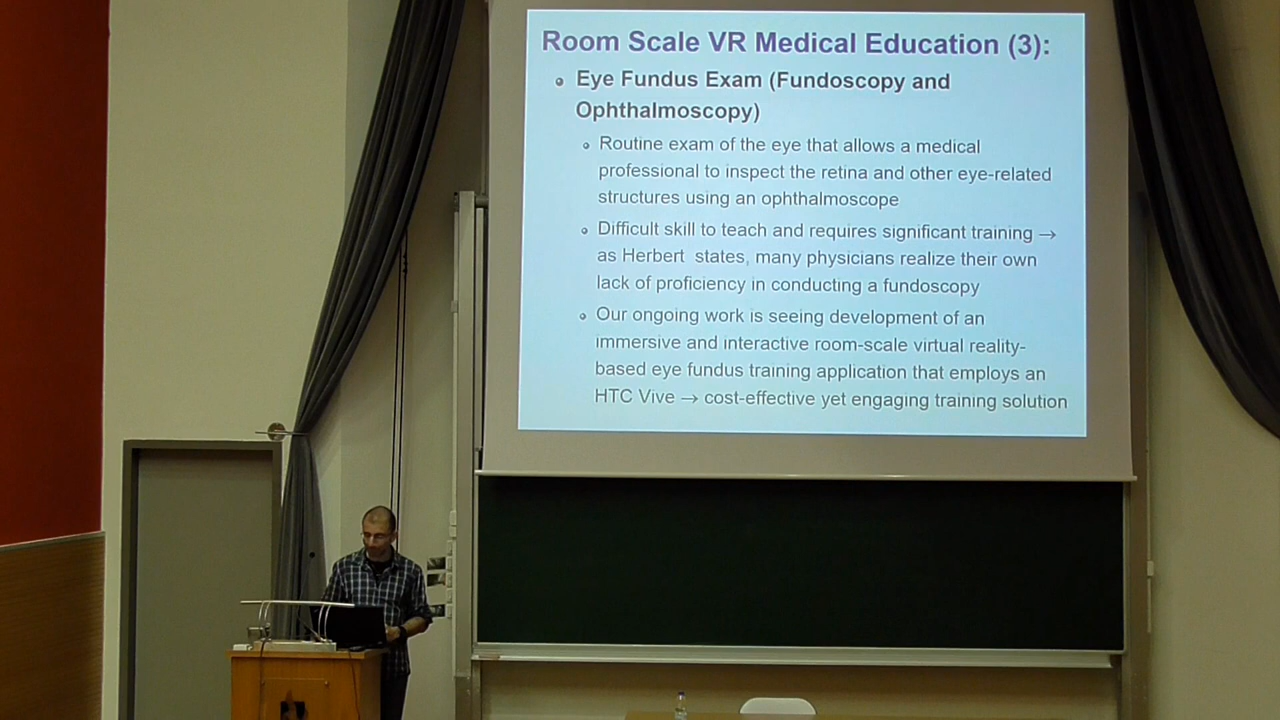 Room Scale VR Medical Education (3):
Eye Fundus Exam (Fundoscopy and
Ophthalmoscopy)
Routine exam of the eye that allows a medical
professional to inspect the retina and other eye-related
structures using an ophthalmoscope
Difficult skill to teach and requires significant training →
as Herbert states, many physicians realize their own
lack of proficiency in conducting a fundoscopy
Our ongoing work is seeing development of an
immersive and interactive room-scale virtual reality-
based eye fundus training application that employs an
HTC Vive → cost-effective yet engaging training solution